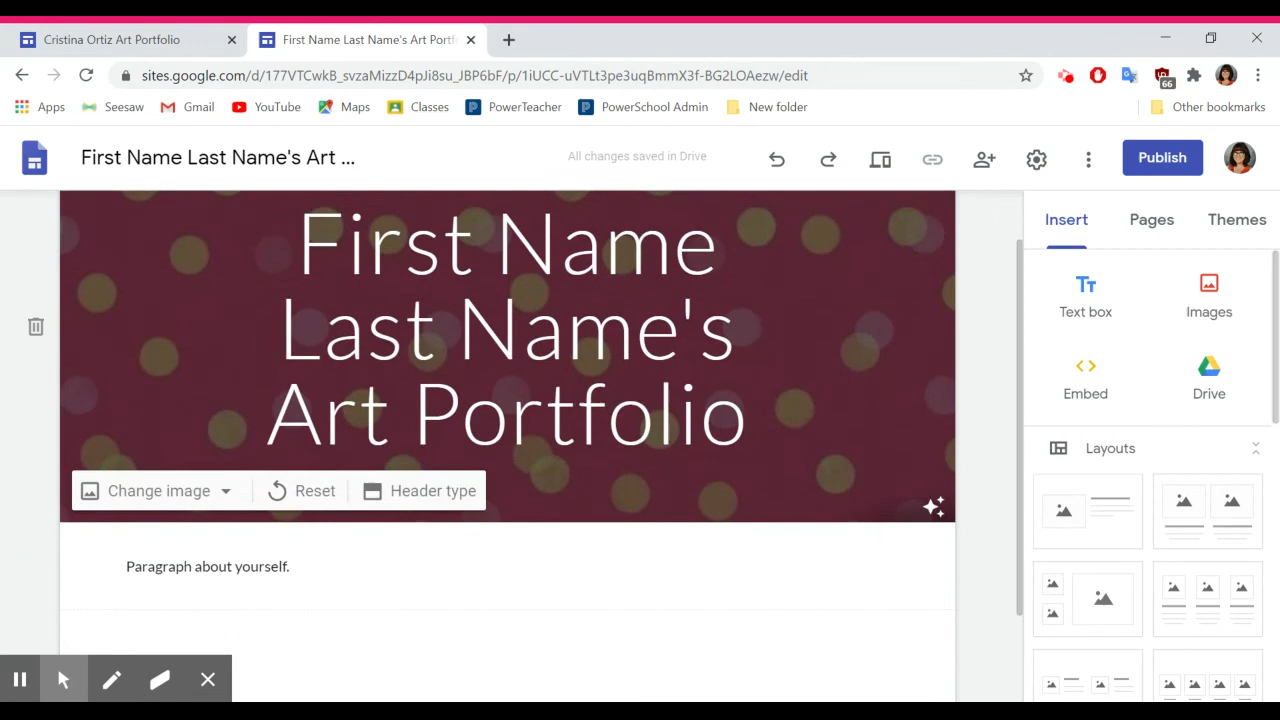 Cristina Ortiz Art Portfolio
First Name Last Name's Art Portf
sites.google.com/d/177VTCwkB_svzaMizzD4pJi8su_JBP6bF/p/1iUCC-uVTLt3pe3uqBmmX3f-BG2LOAezw/edit
66
Apps
Seesaw
Gmail
YouTube
Maps
Classes
PowerTeacher
PowerSchool Admin
New folder
Other bookmarks
First Name Last Name's Art ...
All changes saved in Drive
Publish
Insert
Pages
Themes
First Name
Last Name's
Art Portfolio
Tt
Text box
Images
Embed
Drive
Layouts
Change image
Reset
Header type
Paragraph about yourself.